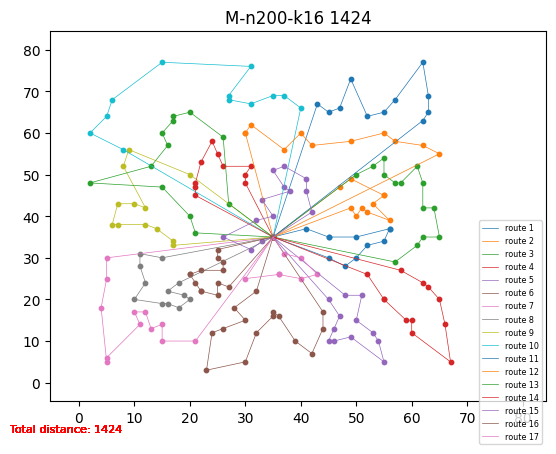 M-n200-k16 1424
80
70
60
50
40
30
20
10
0
0 10 20 30 40 50 60 70 80
route 1
route 2
route 3
route 4
route 5
route 6
route 7
route 8
route 9
route 10
route 11
route 12
route 13
route 14
route 15
route 16
route 17
Total distance: 1424